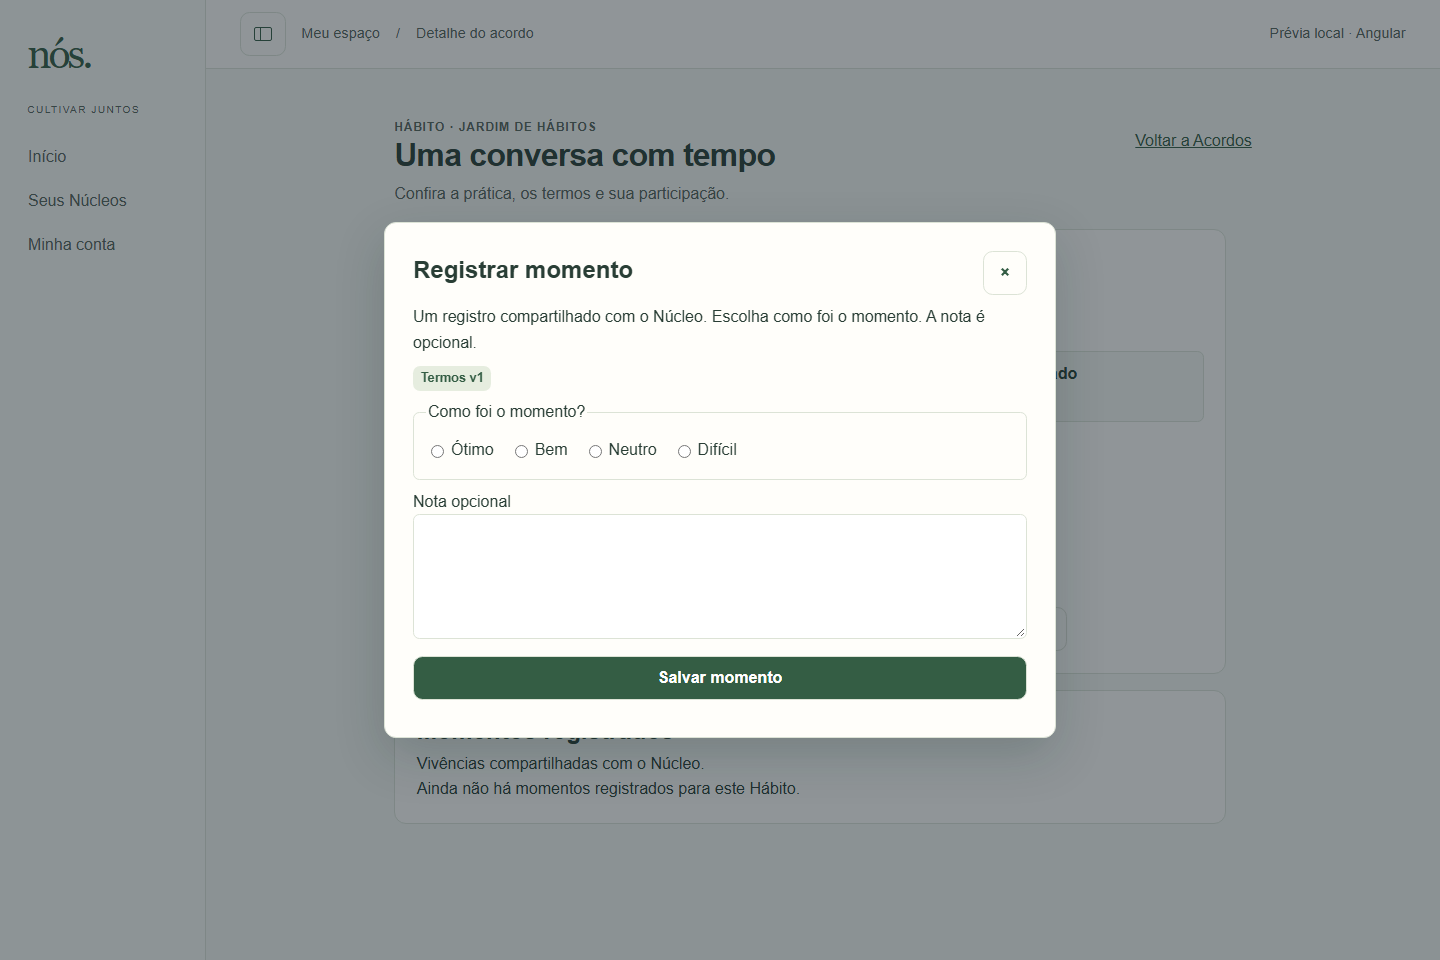 nós.
CULTIVAR JUNTOS
Início
Seus Núcleos
Minha conta
Meu espaço / Detalhe do acordo
Prévia local · Angular
HÁBITO · JARDIM DE HÁBITOS
Uma conversa com tempo
Confira a prática, os termos e sua participação.
Voltar a Acordos
Registrar momento
×
Um registro compartilhado com o Núcleo. Escolha como foi o momento. A nota é
opcional.
Termos v1
Como foi o momento?
Ótimo Bem Neutro Difícil
Nota opcional
Salvar momento
Vivências compartilhadas com o Núcleo.
Ainda não há momentos registrados para este Hábito.